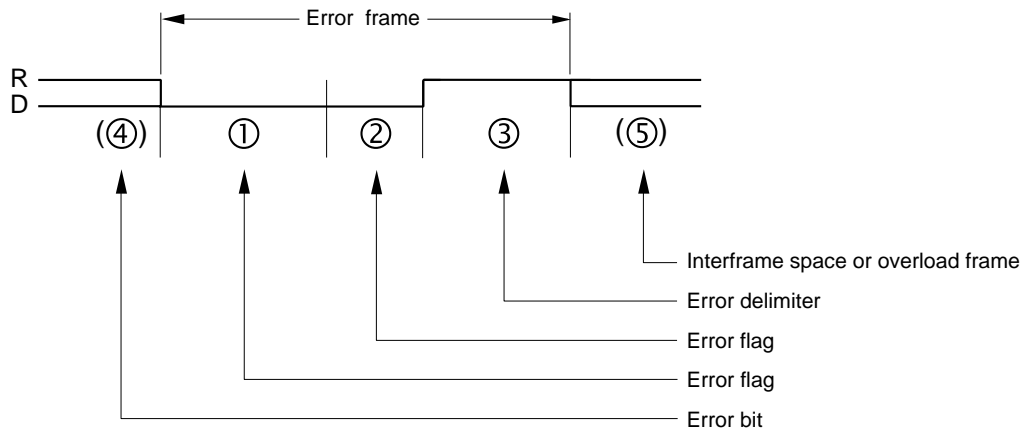 Error frame
R
D
(④) ① ② ③ (⑤)
Interframe space or overload frame
Error delimiter
Error flag
Error flag
Error bit